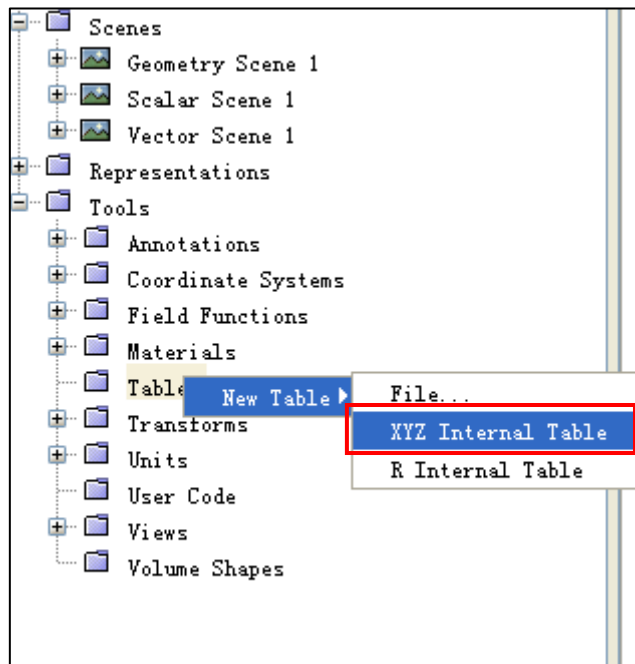 Scenes
Geometry Scene 1
Scalar Scene 1
Vector Scene 1
Representations
Tools
Annotations
Coordinate Systems
Field Functions
Materials
Table
New Table
File...
Transforms
XYZ Internal Table
Units
R Internal Table
User Code
Views
Volume Shapes